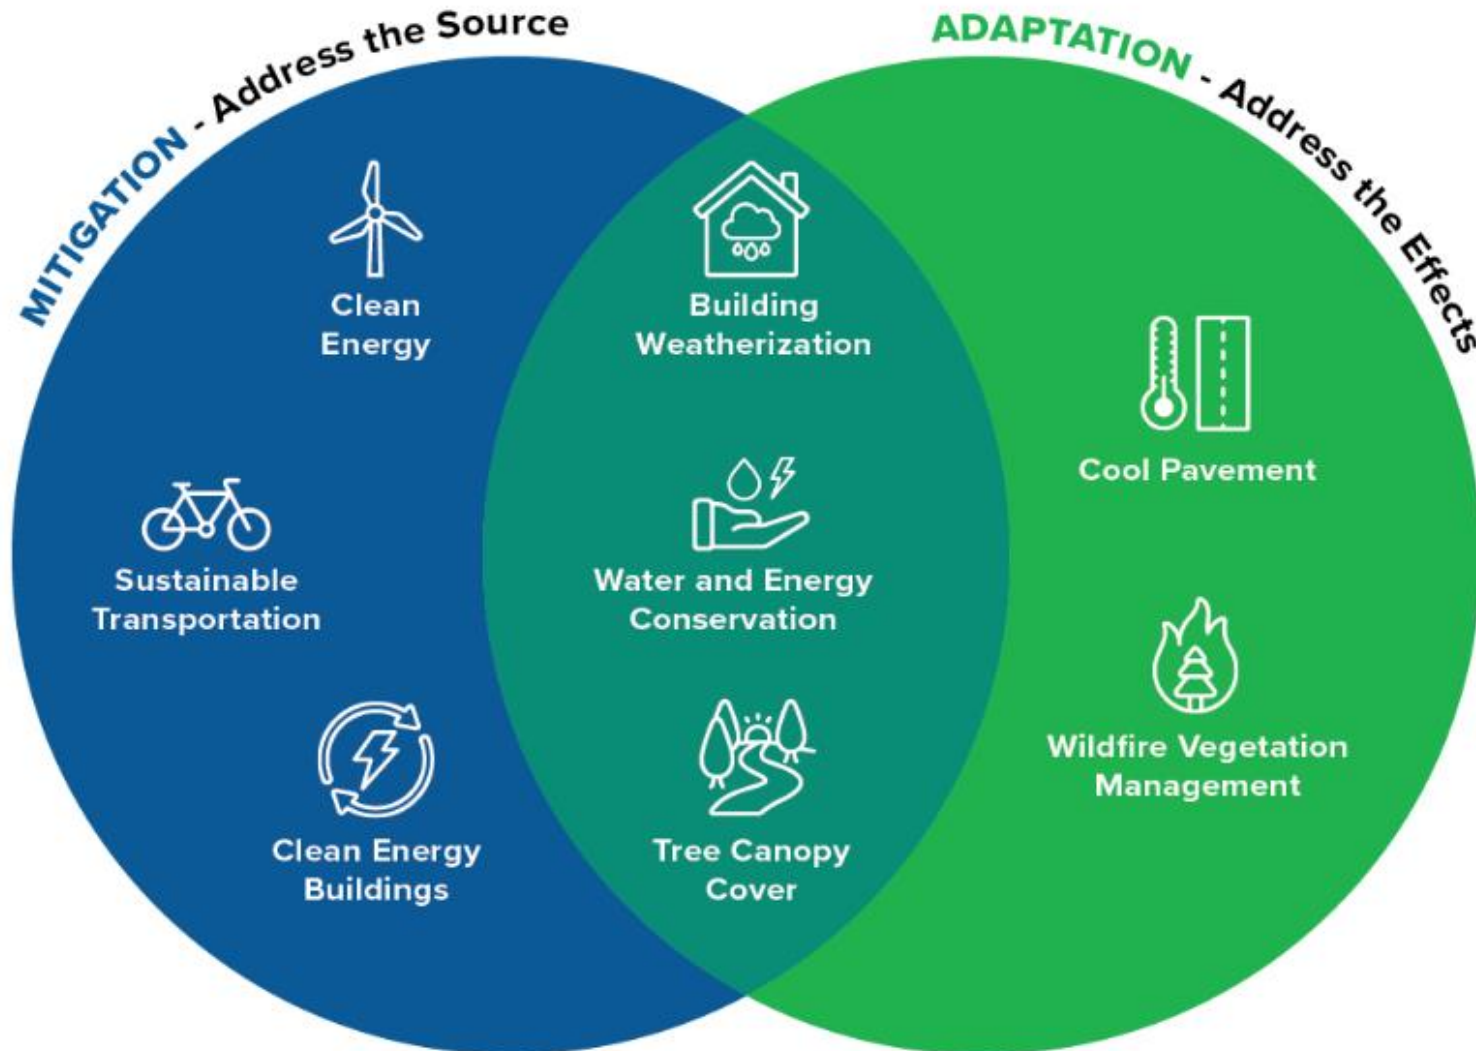 MITIGATION - Address the Source
ADAPTATION - Address the Effects
Clean
Energy
Building
Weatherization
Cool Pavement
Sustainable
Transportation
Water and Energy
Conservation
Wildfire Vegetation
Management
Clean Energy
Buildings
Tree Canopy
Cover